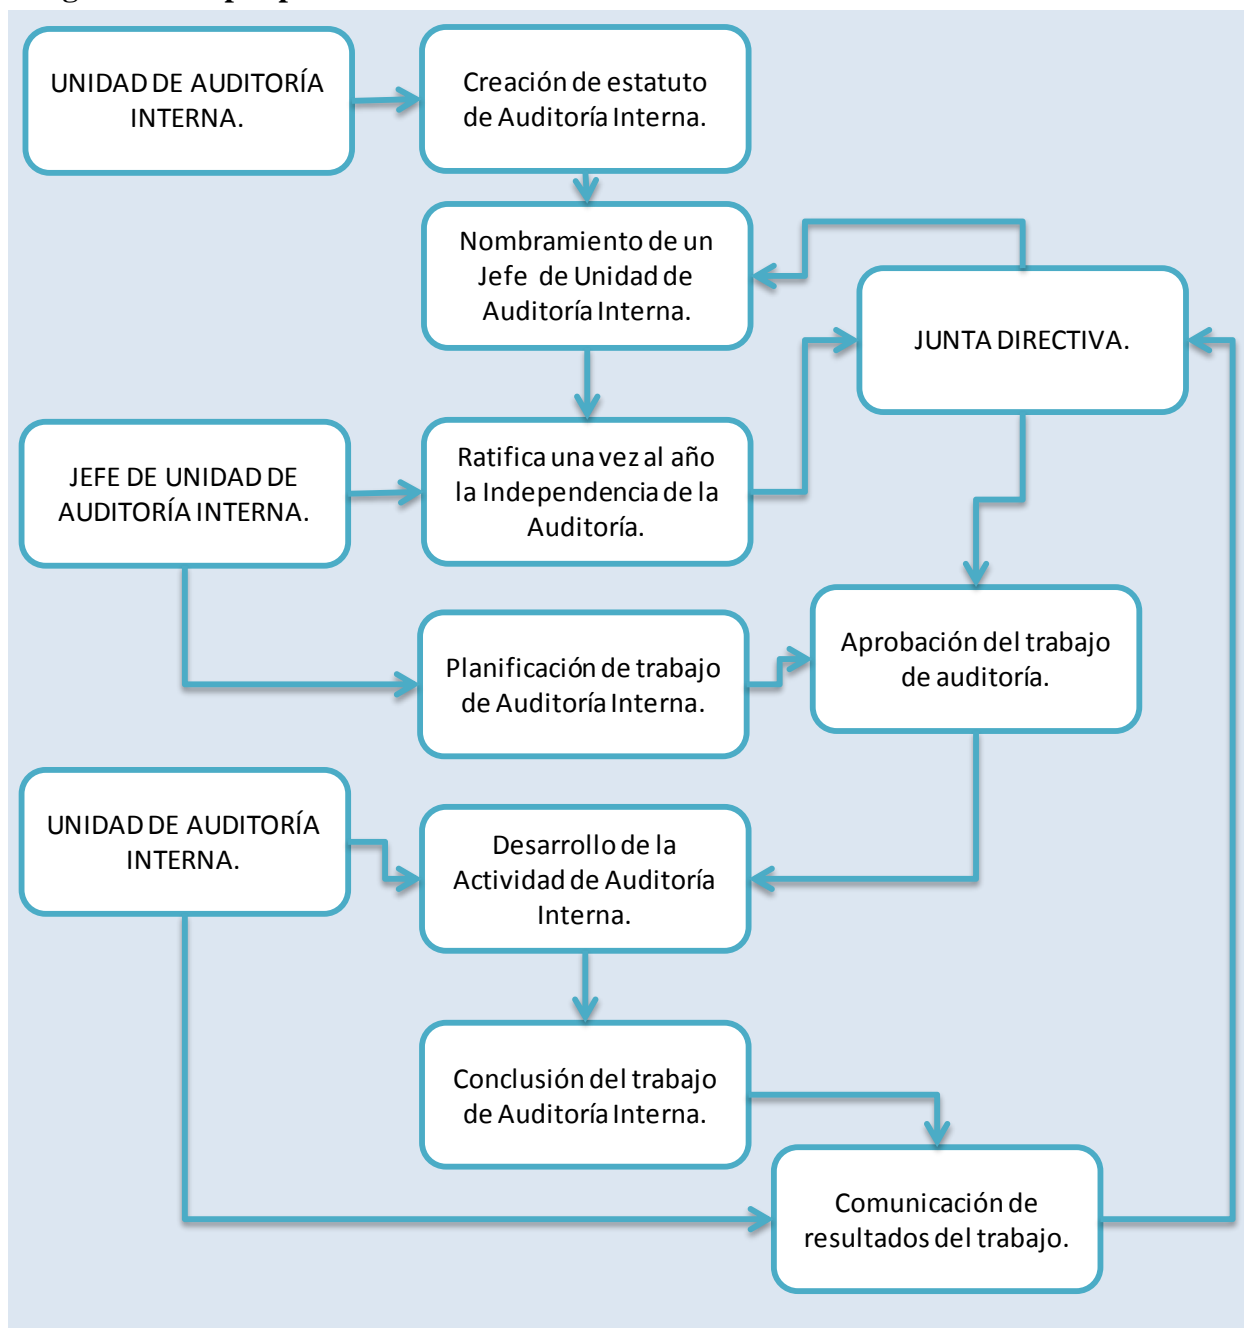 UNIDAD DE AUDITORÍA
INTERNA.
Creación de estatuto
de Auditoría Interna.
Nombramiento de un
Jefe de Unidad de
Auditoría Interna.
JUNTA DIRECTIVA.
JEFE DE UNIDAD DE
AUDITORÍA INTERNA.
Ratifica una vez al año
la Independencia de la
Auditoría.
Planificación de trabajo
de Auditoría Interna.
Aprobación del trabajo
de auditoría.
UNIDAD DE AUDITORÍA
INTERNA.
Desarrollo de la
Actividad de Auditoría
Interna.
Conclusión del trabajo
de Auditoría Interna.
Comunicación de
resultados del trabajo.